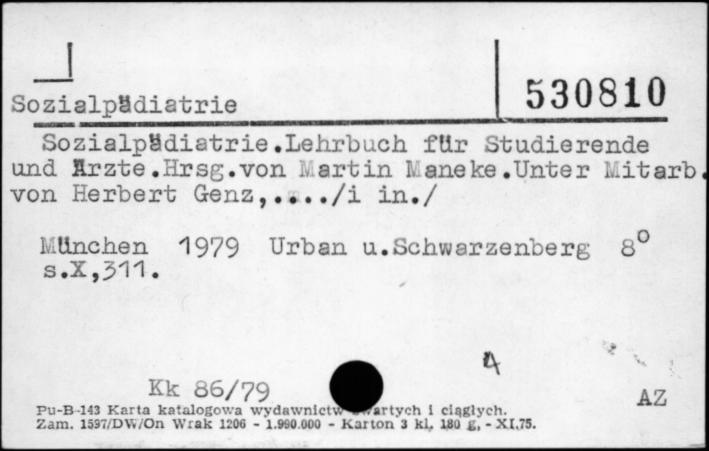 530810
Sozialpädiatrie
Sozialpädiatrie.Lehrbuch für Studierende
und Ärzte.Hrsg.von Martin Maneke.Unter Mitarb.
von Herbert Genz,..../i in./
München 1979 Urban u.Schwarzenberg 8°
s.X,311.
4
Kk 86/79
AZ
Pu-B-143 Karta katalogowa wydawnictw zwartych i ciągłych.
Zam. 1597/DW/On Wrak 1206 - 1.990.000 - Karton 3 kl. 180 g. - XI.75.